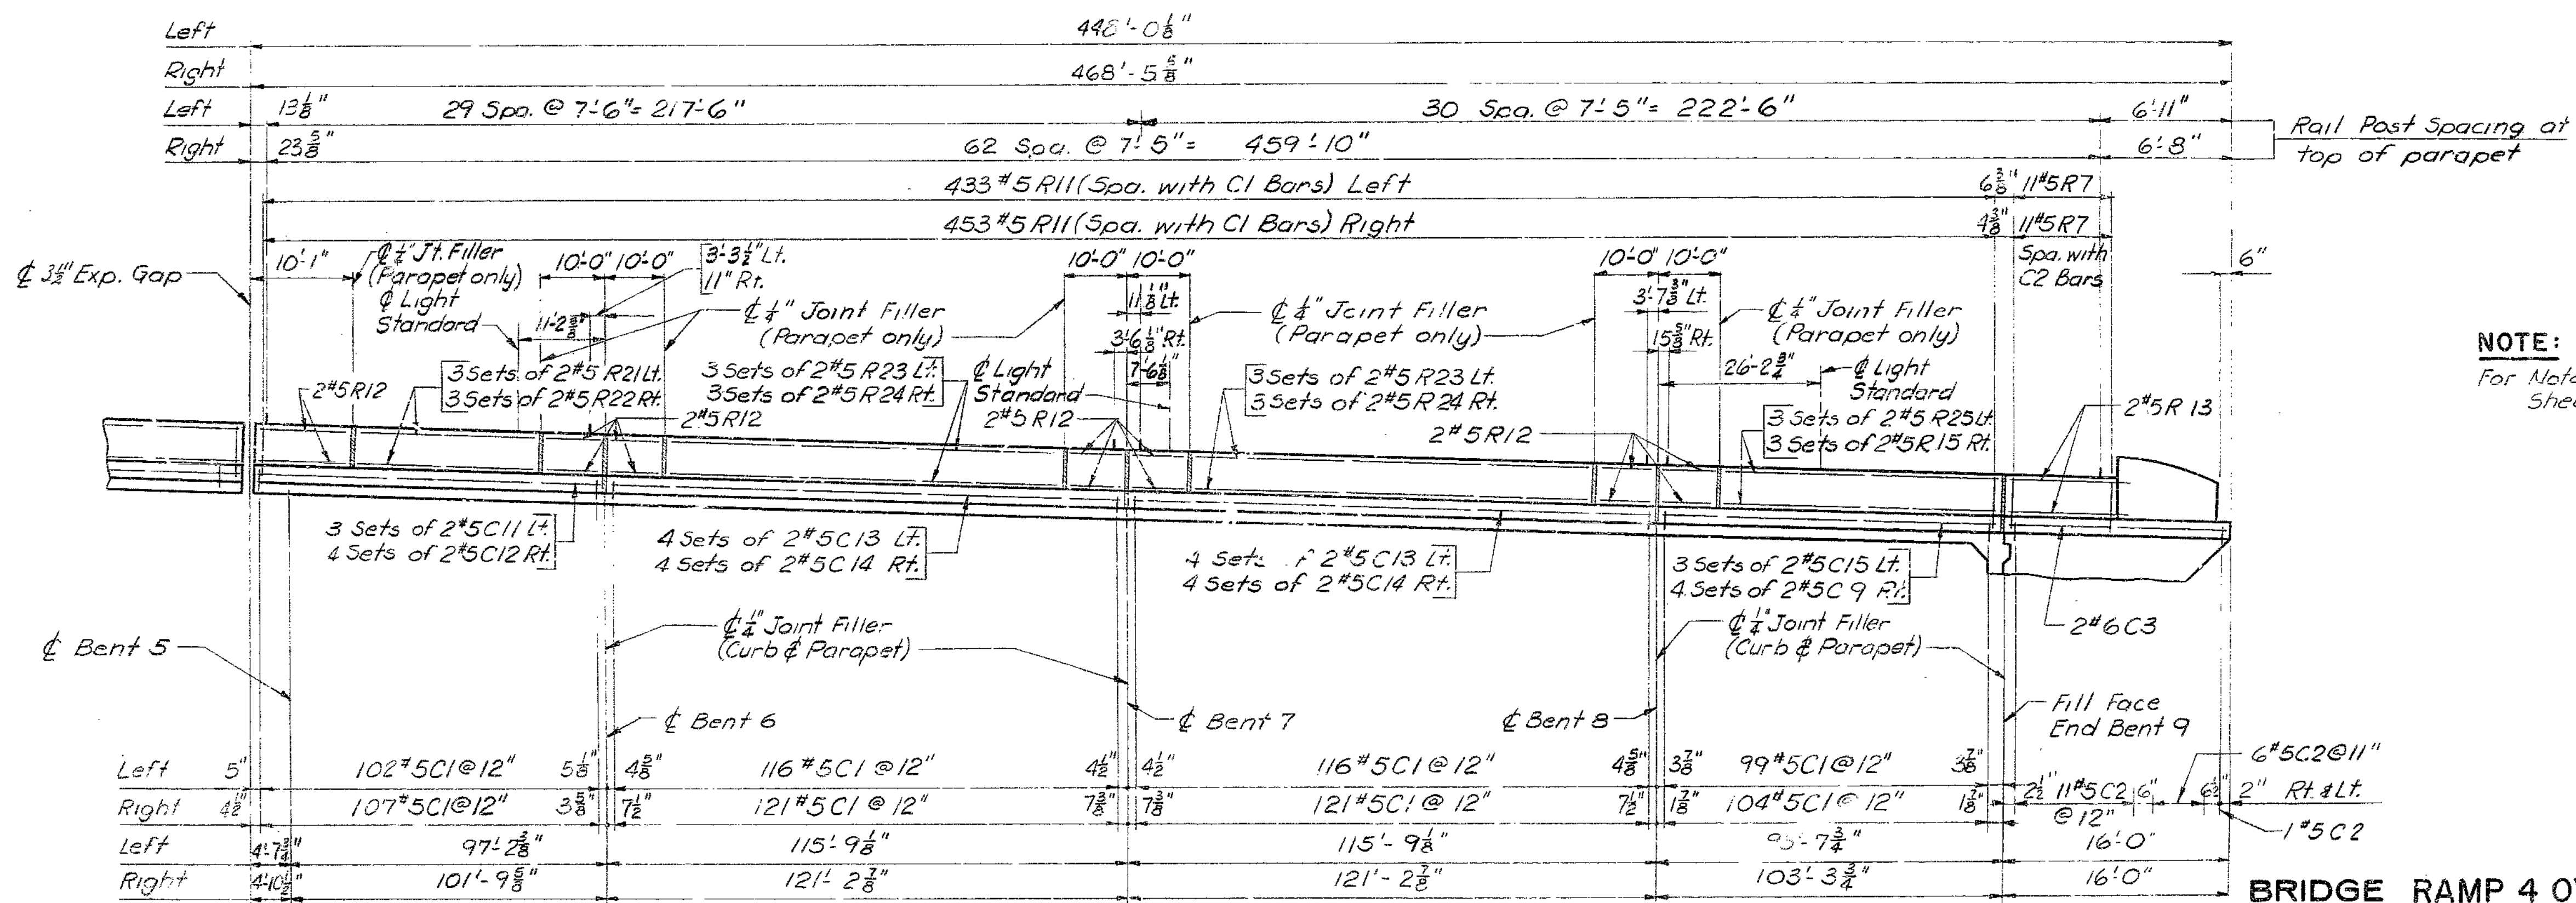 Left 448'-0 1/8"
Right 468'-5 5/8"
Left 13 1/8" 29 Spa. @ 7'-6"= 217'-6" 30 Spa. @ 7'-5"= 222'-6" 6'-11"
Right 23 5/8" 62 Spa. @ 7'-5"= 459'-10" 6'-8"
Rail Post Spacing at
top of parapet
433 #5 R11 (Spa. with C1 Bars) Left 6 3/8" 11 #5 R7
453 #5 R11 (Spa. with C1 Bars) Right 4 3/8" 11 #5 R7
Spa. with
C2 Bars
6"
℄ 3 1/2" Exp. Gap
10'-1"
℄ 1/4" Jt. Filler
(Parapet only)
℄ Light
Standard
10'-0" 10'-0"
3'-3 1/2" Lt.
11" Rt.
11'-2 5/8"
℄ 1/4" Joint Filler
(Parapet only)
10'-0" 10'-0"
11 1/8" Lt.
3'-6 1/8" Rt.
7'-6 1/8"
℄ 1/4" Joint Filler
(Parapet only)
10'-0" 10'-0"
3'-7 3/8" Lt.
15 5/8" Rt.
℄ 1/4" Joint Filler
(Parapet only)
26'-2 3/4"
℄ Light
Standard
NOTE:
For
2 #5 R12
3 Sets of 2 #5 R21 Lt.
3 Sets of 2 #5 R22 Rt.
2 #5 R12
3 Sets of 2 #5 R23 Lt.
3 Sets of 2 #5 R24 Rt.
℄ Light
Standard
2 #5 R12
3 Sets of 2 #5 R23 Lt.
3 Sets of 2 #5 R24 Rt.
2 #5 R12
3 Sets of 2 #5 R25 Lt.
3 Sets of 2 #5 R15 Rt.
2 #5 R13
3 Sets of 2 #5 C11 Lt.
4 Sets of 2 #5 C12 Rt.
4 Sets of 2 #5 C13 Lt.
4 Sets of 2 #5 C14 Rt.
4 Sets of 2 #5 C13 Lt.
4 Sets of 2 #5 C14 Rt.
3 Sets of 2 #5 C15 Lt.
4 Sets of 2 #5 C9 Rt.
2 #6 C3
℄ 1/4" Joint Filler
(Curb & Parapet)
℄ 1/4" Joint Filler
(Curb & Parapet)
℄ Bent 5
℄ Bent 6
℄ Bent 7
℄ Bent 8
Fill Face
End Bent 9
6 #5 C2 @ 11"
Left 5" 102 #5 C1 @ 12" 5 1/8" 4 5/8" 116 #5 C1 @ 12" 4 1/2" 4 1/2" 116 #5 C1 @ 12" 4 5/8" 3 7/8" 99 #5 C1 @ 12" 3 7/8"
Right 4 1/2" 107 #5 C1 @ 12" 3 5/8" 7 1/2" 121 #5 C1 @ 12" 7 3/8" 7 3/8" 121 #5 C1 @ 12" 7 1/2" 1 7/8" 104 #5 C1 @ 12" 1 7/8"
2 1/2" 11 #5 C2 6" 6 1/2" 2" Rt. & Lt.
@ 12"
1 #5 C2
Left 4'-7 3/4" 97'-2 3/8" 115'-9 1/8" 115'-9 1/8" 7 3/4" 16'-0"
Right 4'-10 1/2" 101'-9 5/8" 121'-2 7/8" 121'-2 7/8" 103'-3 3/4" 16'-0"
BRIDGE RAMP 4